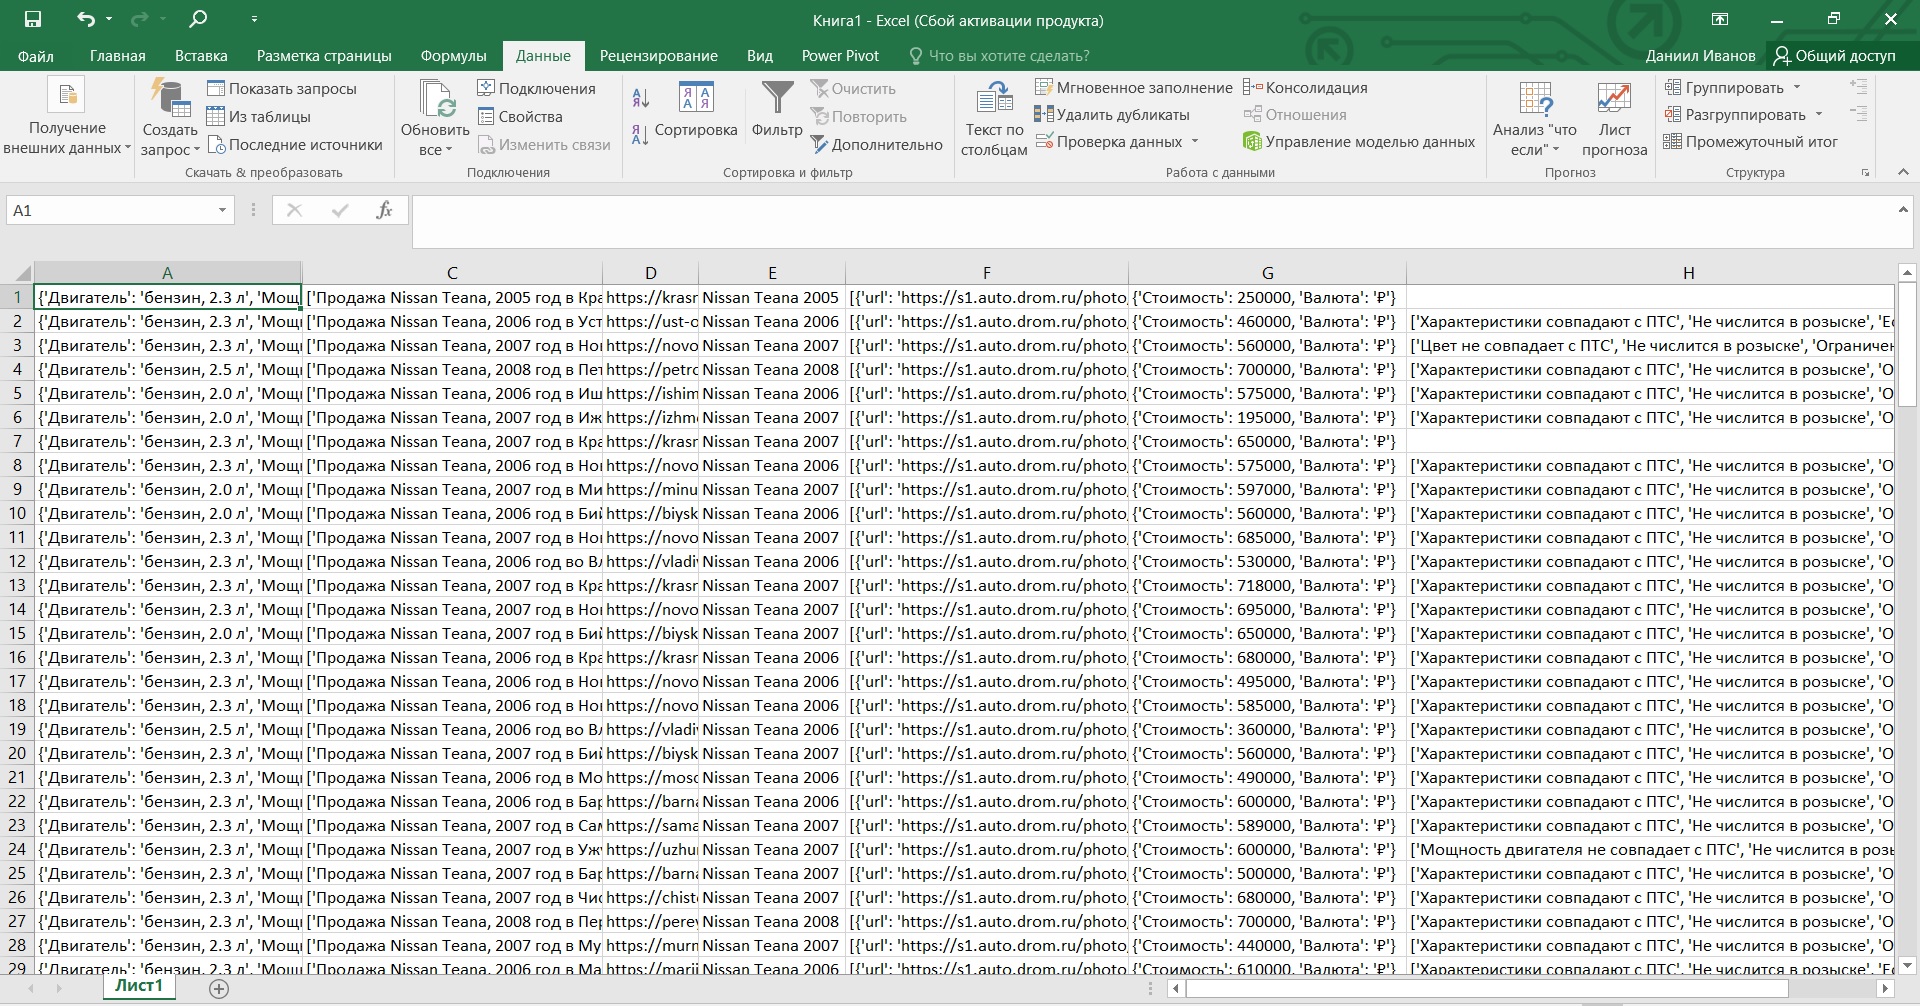 Книга1 - Excel (Сбой активации продукта)
Файл Главная Вставка Разметка страницы Формулы Данные Рецензирование Вид Power Pivot Что вы хотите сделать? Даниил Иванов Общий доступ
Получение внешних данных
Создать запрос
Показать запросы
Из таблицы
Последние источники
Скачать & преобразовать
Обновить все
Подключения
Свойства
Изменить связи
Подключения
Сортировка
Фильтр
Очистить
Повторить
Дополнительно
Сортировка и фильтр
Текст по столбцам
Мгновенное заполнение
Удалить дубликаты
Проверка данных
Консолидация
Отношения
Управление моделью данных
Работа с данными
Анализ "что если"
Лист прогноза
Прогноз
Группировать
Разгруппировать
Промежуточный итог
Структура
A1 fx
A C D E F G H
1 {'Двигатель': 'бензин, 2.3 л', 'Мощ ['Продажа Nissan Teana, 2005 год в Кра https://krasr Nissan Teana 2005 [{'url': 'https://s1.auto.drom.ru/photo, {'Стоимость': 250000, 'Валюта': '₽'}
2 {'Двигатель': 'бензин, 2.3 л', 'Мощ ['Продажа Nissan Teana, 2006 год в Уст https://ust-o Nissan Teana 2006 [{'url': 'https://s1.auto.drom.ru/photo, {'Стоимость': 460000, 'Валюта': '₽'} ['Характеристики совпадают с ПТС', 'Не числится в розыске', 'Ес
3 {'Двигатель': 'бензин, 2.3 л', 'Мощ ['Продажа Nissan Teana, 2007 год в Нов https://novo Nissan Teana 2007 [{'url': 'https://s1.auto.drom.ru/photo, {'Стоимость': 560000, 'Валюта': '₽'} ['Цвет не совпадает с ПТС', 'Не числится в розыске', 'Ограничен
4 {'Двигатель': 'бензин, 2.5 л', 'Мощ ['Продажа Nissan Teana, 2008 год в Пет https://petro Nissan Teana 2008 [{'url': 'https://s1.auto.drom.ru/photo, {'Стоимость': 700000, 'Валюта': '₽'} ['Характеристики совпадают с ПТС', 'Не числится в розыске', 'О
5 {'Двигатель': 'бензин, 2.0 л', 'Мощ ['Продажа Nissan Teana, 2006 год в Иш https://ishim Nissan Teana 2006 [{'url': 'https://s1.auto.drom.ru/photo, {'Стоимость': 575000, 'Валюта': '₽'} ['Характеристики совпадают с ПТС', 'Не числится в розыске', 'О
6 {'Двигатель': 'бензин, 2.0 л', 'Мощ ['Продажа Nissan Teana, 2007 год в Иж https://izhm Nissan Teana 2007 [{'url': 'https://s1.auto.drom.ru/photo, {'Стоимость': 195000, 'Валюта': '₽'} ['Характеристики совпадают с ПТС', 'Не числится в розыске', 'О
7 {'Двигатель': 'бензин, 2.3 л', 'Мощ ['Продажа Nissan Teana, 2007 год в Кра https://krasr Nissan Teana 2007 [{'url': 'https://s1.auto.drom.ru/photo, {'Стоимость': 650000, 'Валюта': '₽'}
8 {'Двигатель': 'бензин, 2.3 л', 'Мощ ['Продажа Nissan Teana, 2006 год в Нов https://novo Nissan Teana 2006 [{'url': 'https://s1.auto.drom.ru/photo, {'Стоимость': 575000, 'Валюта': '₽'} ['Характеристики совпадают с ПТС', 'Не числится в розыске', 'О
9 {'Двигатель': 'бензин, 2.0 л', 'Мощ ['Продажа Nissan Teana, 2007 год в Ми https://minu Nissan Teana 2007 [{'url': 'https://s1.auto.drom.ru/photo, {'Стоимость': 597000, 'Валюта': '₽'} ['Характеристики совпадают с ПТС', 'Не числится в розыске', 'О
10 {'Двигатель': 'бензин, 2.0 л', 'Мощ ['Продажа Nissan Teana, 2006 год в Бий https://biysk Nissan Teana 2006 [{'url': 'https://s1.auto.drom.ru/photo, {'Стоимость': 560000, 'Валюта': '₽'} ['Характеристики совпадают с ПТС', 'Не числится в розыске', 'О
11 {'Двигатель': 'бензин, 2.3 л', 'Мощ ['Продажа Nissan Teana, 2007 год в Нов https://novo Nissan Teana 2007 [{'url': 'https://s1.auto.drom.ru/photo, {'Стоимость': 685000, 'Валюта': '₽'} ['Характеристики совпадают с ПТС', 'Не числится в розыске', 'О
12 {'Двигатель': 'бензин, 2.3 л', 'Мощ ['Продажа Nissan Teana, 2006 год во Вл https://vladiv Nissan Teana 2006 [{'url': 'https://s1.auto.drom.ru/photo, {'Стоимость': 530000, 'Валюта': '₽'} ['Характеристики совпадают с ПТС', 'Не числится в розыске', 'О
13 {'Двигатель': 'бензин, 2.3 л', 'Мощ ['Продажа Nissan Teana, 2007 год в Кра https://krasr Nissan Teana 2007 [{'url': 'https://s1.auto.drom.ru/photo, {'Стоимость': 718000, 'Валюта': '₽'} ['Характеристики совпадают с ПТС', 'Не числится в розыске', 'О
14 {'Двигатель': 'бензин, 2.3 л', 'Мощ ['Продажа Nissan Teana, 2007 год в Нов https://novo Nissan Teana 2007 [{'url': 'https://s1.auto.drom.ru/photo, {'Стоимость': 695000, 'Валюта': '₽'} ['Характеристики совпадают с ПТС', 'Не числится в розыске', 'О
15 {'Двигатель': 'бензин, 2.0 л', 'Мощ ['Продажа Nissan Teana, 2007 год в Бий https://biysk Nissan Teana 2007 [{'url': 'https://s1.auto.drom.ru/photo, {'Стоимость': 650000, 'Валюта': '₽'} ['Характеристики совпадают с ПТС', 'Не числится в розыске', 'О
16 {'Двигатель': 'бензин, 2.3 л', 'Мощ ['Продажа Nissan Teana, 2006 год в Кра https://krasr Nissan Teana 2006 [{'url': 'https://s1.auto.drom.ru/photo, {'Стоимость': 680000, 'Валюта': '₽'} ['Характеристики совпадают с ПТС', 'Не числится в розыске', 'О
17 {'Двигатель': 'бензин, 2.3 л', 'Мощ ['Продажа Nissan Teana, 2006 год в Нов https://novo Nissan Teana 2006 [{'url': 'https://s1.auto.drom.ru/photo, {'Стоимость': 495000, 'Валюта': '₽'} ['Характеристики совпадают с ПТС', 'Не числится в розыске', 'О
18 {'Двигатель': 'бензин, 2.3 л', 'Мощ ['Продажа Nissan Teana, 2006 год в Нов https://novo Nissan Teana 2006 [{'url': 'https://s1.auto.drom.ru/photo, {'Стоимость': 585000, 'Валюта': '₽'} ['Характеристики совпадают с ПТС', 'Не числится в розыске', 'О
19 {'Двигатель': 'бензин, 2.5 л', 'Мощ ['Продажа Nissan Teana, 2006 год во Вл https://vladiv Nissan Teana 2006 [{'url': 'https://s1.auto.drom.ru/photo, {'Стоимость': 360000, 'Валюта': '₽'} ['Характеристики совпадают с ПТС', 'Не числится в розыске', 'О
20 {'Двигатель': 'бензин, 2.3 л', 'Мощ ['Продажа Nissan Teana, 2007 год в Бий https://biysk Nissan Teana 2007 [{'url': 'https://s1.auto.drom.ru/photo, {'Стоимость': 560000, 'Валюта': '₽'} ['Характеристики совпадают с ПТС', 'Не числится в розыске', 'О
21 {'Двигатель': 'бензин, 2.3 л', 'Мощ ['Продажа Nissan Teana, 2006 год в Мо https://mosc Nissan Teana 2006 [{'url': 'https://s1.auto.drom.ru/photo, {'Стоимость': 490000, 'Валюта': '₽'} ['Характеристики совпадают с ПТС', 'Не числится в розыске', 'О
22 {'Двигатель': 'бензин, 2.3 л', 'Мощ ['Продажа Nissan Teana, 2006 год в Бар https://barna Nissan Teana 2006 [{'url': 'https://s1.auto.drom.ru/photo, {'Стоимость': 600000, 'Валюта': '₽'} ['Характеристики совпадают с ПТС', 'Не числится в розыске', 'О
23 {'Двигатель': 'бензин, 2.3 л', 'Мощ ['Продажа Nissan Teana, 2007 год в Сам https://sama Nissan Teana 2007 [{'url': 'https://s1.auto.drom.ru/photo, {'Стоимость': 589000, 'Валюта': '₽'} ['Характеристики совпадают с ПТС', 'Не числится в розыске', 'О
24 {'Двигатель': 'бензин, 2.3 л', 'Мощ ['Продажа Nissan Teana, 2007 год в Ужу https://uzhur Nissan Teana 2007 [{'url': 'https://s1.auto.drom.ru/photo, {'Стоимость': 600000, 'Валюта': '₽'} ['Мощность двигателя не совпадает с ПТС', 'Не числится в розы
25 {'Двигатель': 'бензин, 2.3 л', 'Мощ ['Продажа Nissan Teana, 2007 год в Бар https://barna Nissan Teana 2007 [{'url': 'https://s1.auto.drom.ru/photo, {'Стоимость': 500000, 'Валюта': '₽'} ['Характеристики совпадают с ПТС', 'Не числится в розыске', 'О
26 {'Двигатель': 'бензин, 2.3 л', 'Мощ ['Продажа Nissan Teana, 2007 год в Чис https://chist Nissan Teana 2007 [{'url': 'https://s1.auto.drom.ru/photo, {'Стоимость': 680000, 'Валюта': '₽'} ['Характеристики совпадают с ПТС', 'Не числится в розыске', 'О
27 {'Двигатель': 'бензин, 2.3 л', 'Мощ ['Продажа Nissan Teana, 2008 год в Пер https://perey Nissan Teana 2008 [{'url': 'https://s1.auto.drom.ru/photo, {'Стоимость': 700000, 'Валюта': '₽'} ['Характеристики совпадают с ПТС', 'Не числится в розыске', 'О
28 {'Двигатель': 'бензин, 2.3 л', 'Мощ ['Продажа Nissan Teana, 2007 год в Му https://murm Nissan Teana 2007 [{'url': 'https://s1.auto.drom.ru/photo, {'Стоимость': 440000, 'Валюта': '₽'} ['Характеристики совпадают с ПТС', 'Не числится в розыске', 'О
29 {'Двигатель': 'бензин, 2.3 л', 'Мощ ['Продажа Nissan Teana, 2006 год в Ма https://marii Nissan Teana 2006 [{'url': 'https://s1.auto.drom.ru/photo, {'Стоимость': 610000, 'Валюта': '₽'} ['Характеристики совпадают с ПТС', 'Не числится в розыске', 'Ес
Лист1